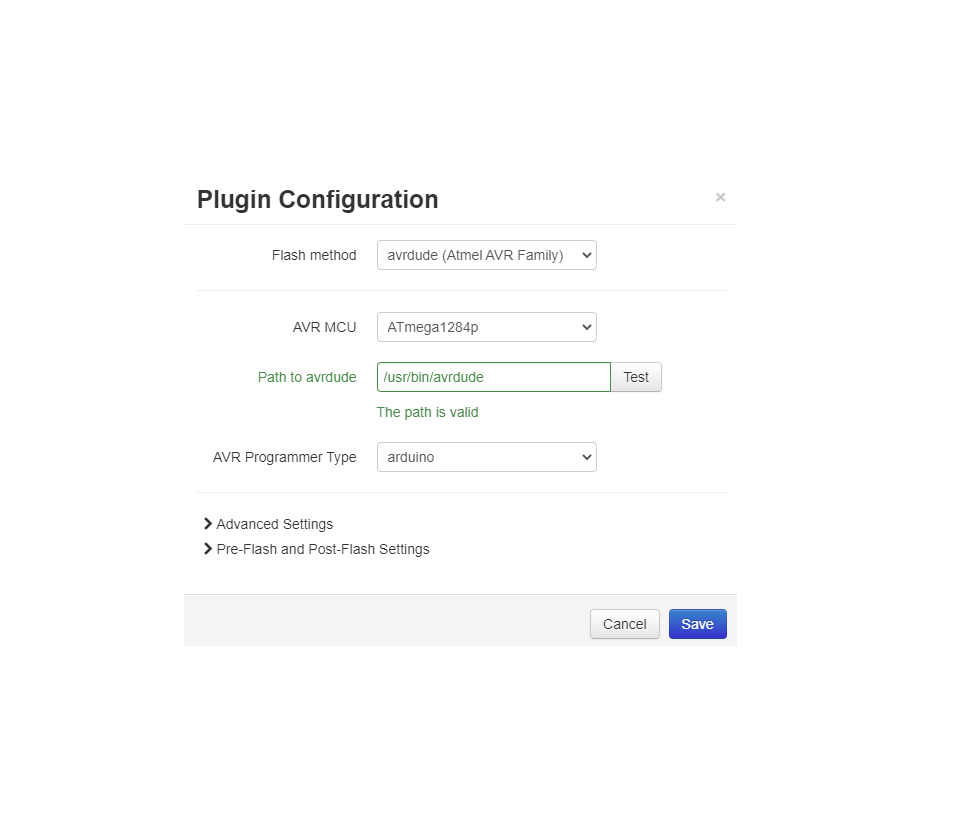 Plugin Configuration ×
Flash method avrdude (Atmel AVR Family)
AVR MCU ATmega1284p
Path to avrdude /usr/bin/avrdude Test
The path is valid
AVR Programmer Type arduino
Advanced Settings
Pre-Flash and Post-Flash Settings
Cancel Save